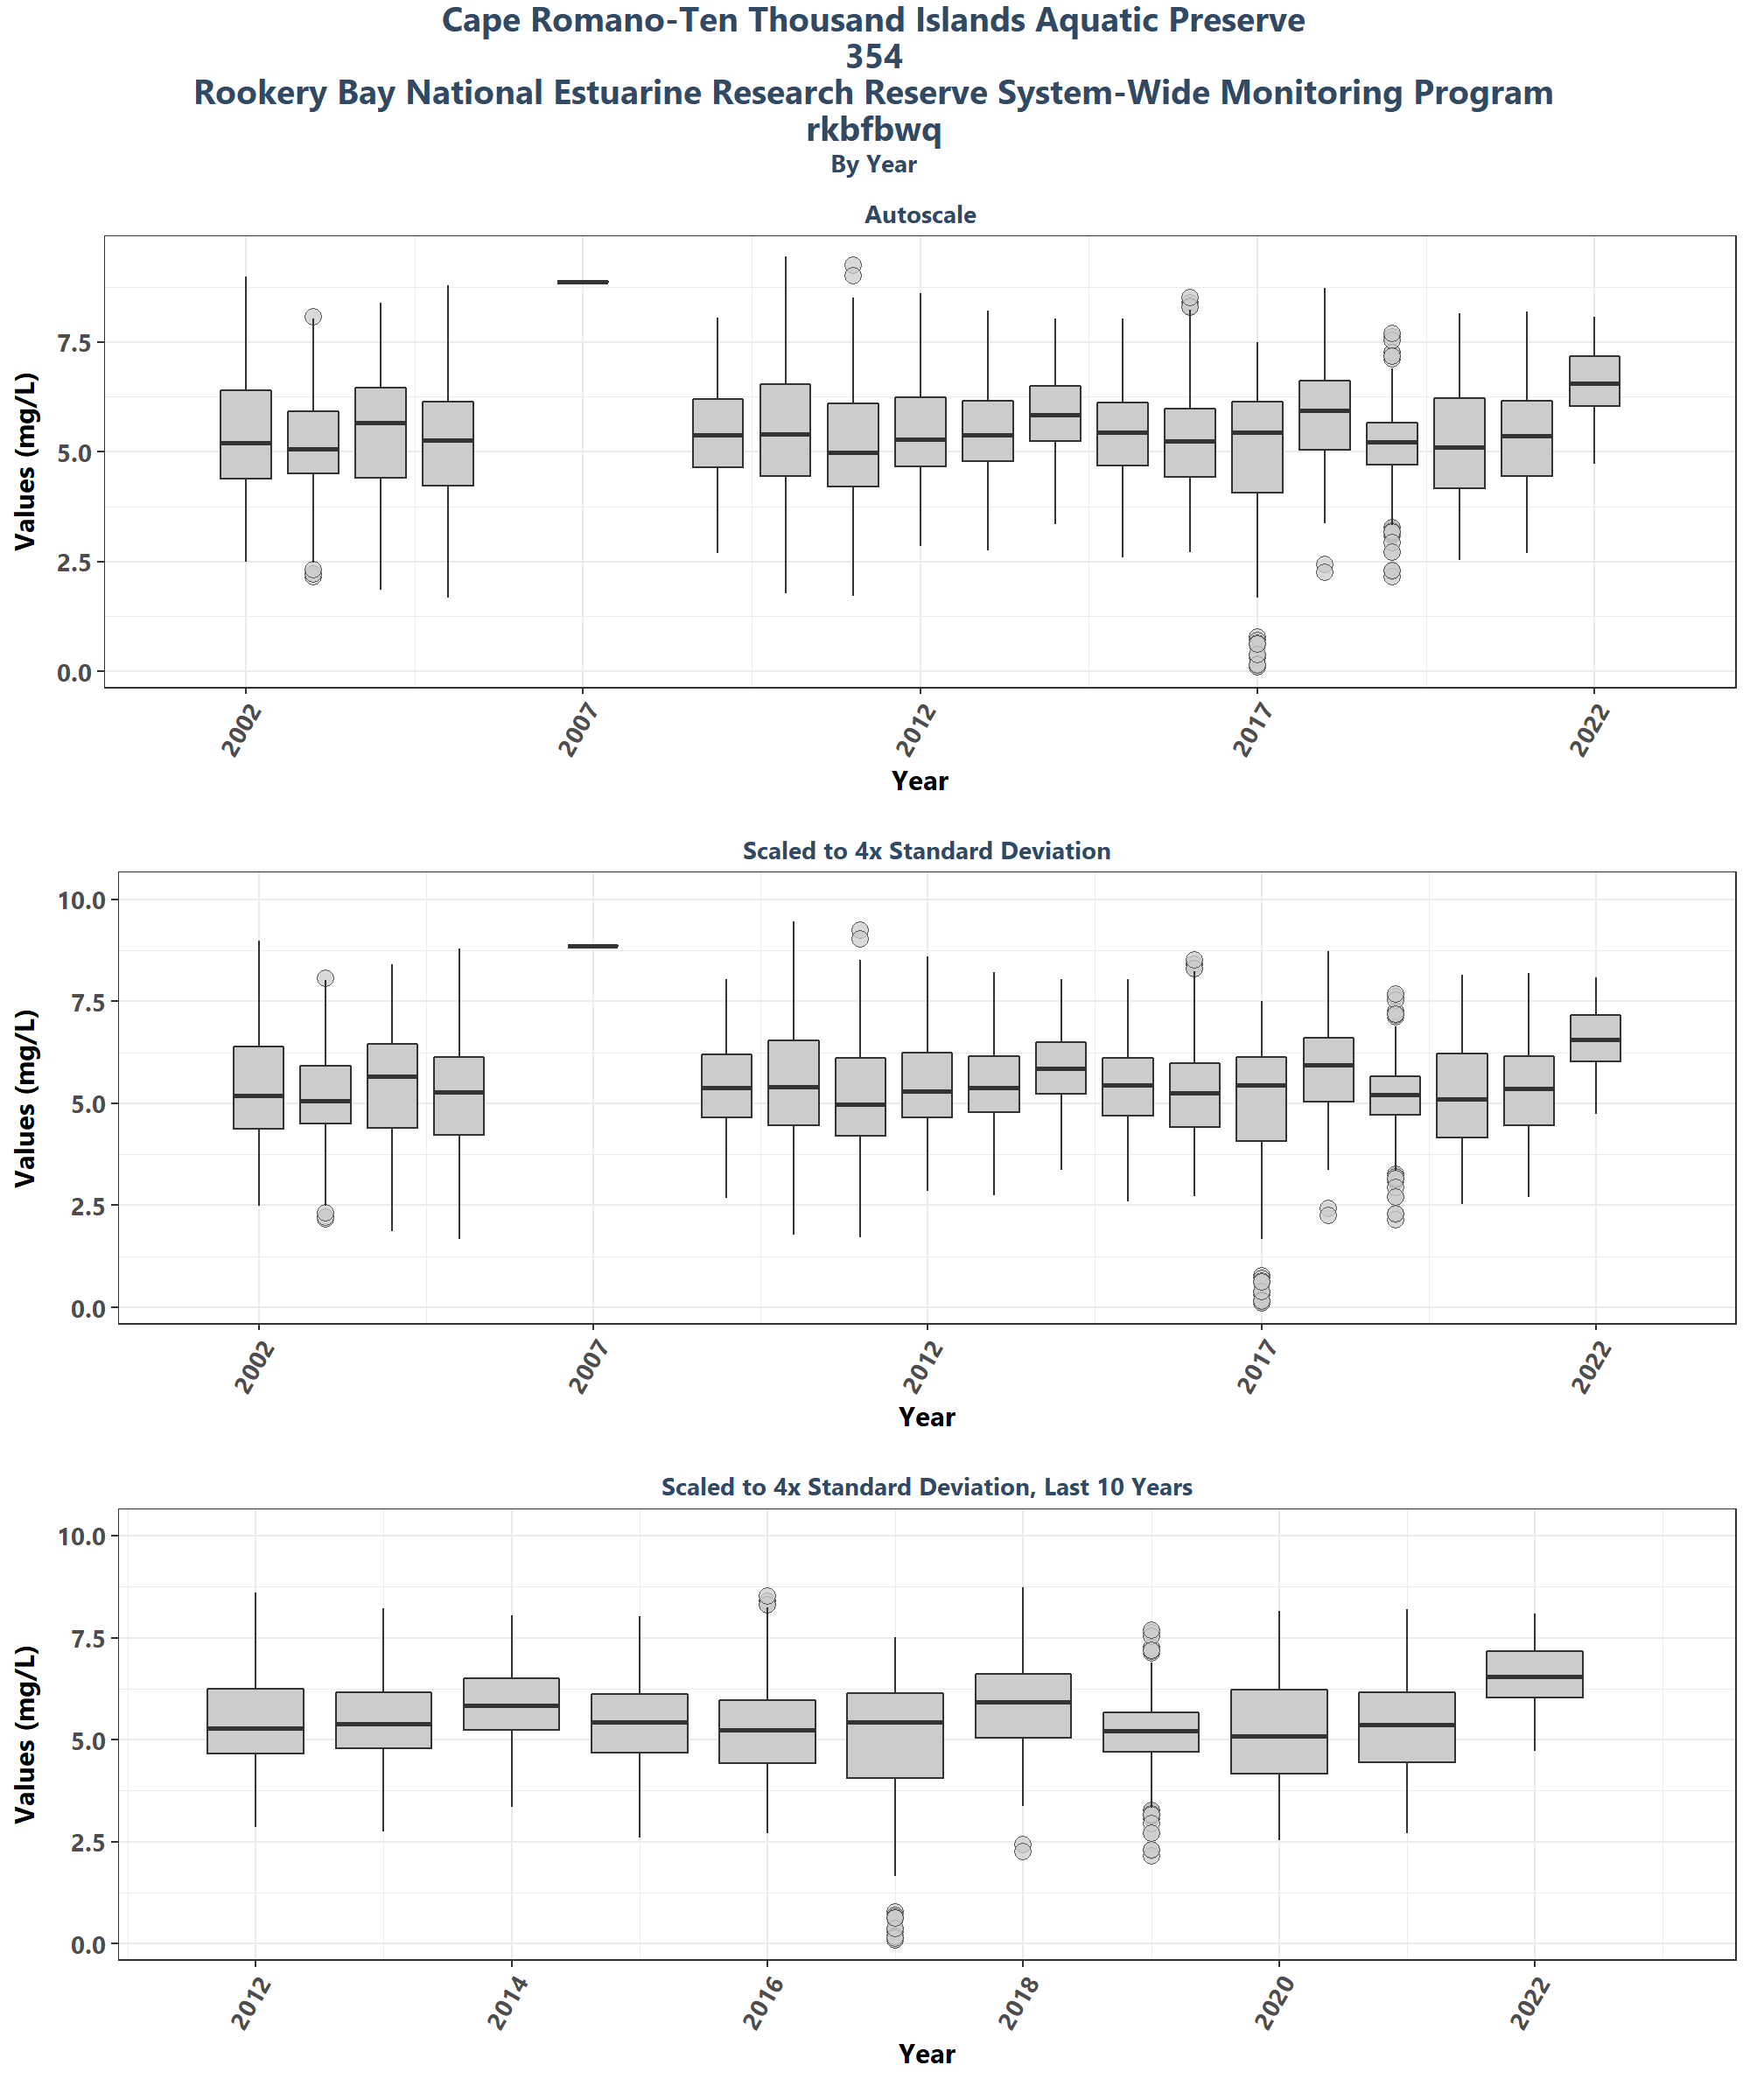 Cape Romano-Ten Thousand Islands Aquatic Preserve
354
Rookery Bay National Estuarine Research Reserve System-Wide Monitoring Program
rkbfbwq
By Year
Autoscale
Values (mg/L)
7.5
5.0
2.5
0.0
2002 2007 2012 2017 2022
Year
Scaled to 4x Standard Deviation
Values (mg/L)
10.0
7.5
5.0
2.5
0.0
2002 2007 2012 2017 2022
Year
Scaled to 4x Standard Deviation, Last 10 Years
Values (mg/L)
10.0
7.5
5.0
2.5
0.0
2012 2014 2016 2018 2020 2022
Year